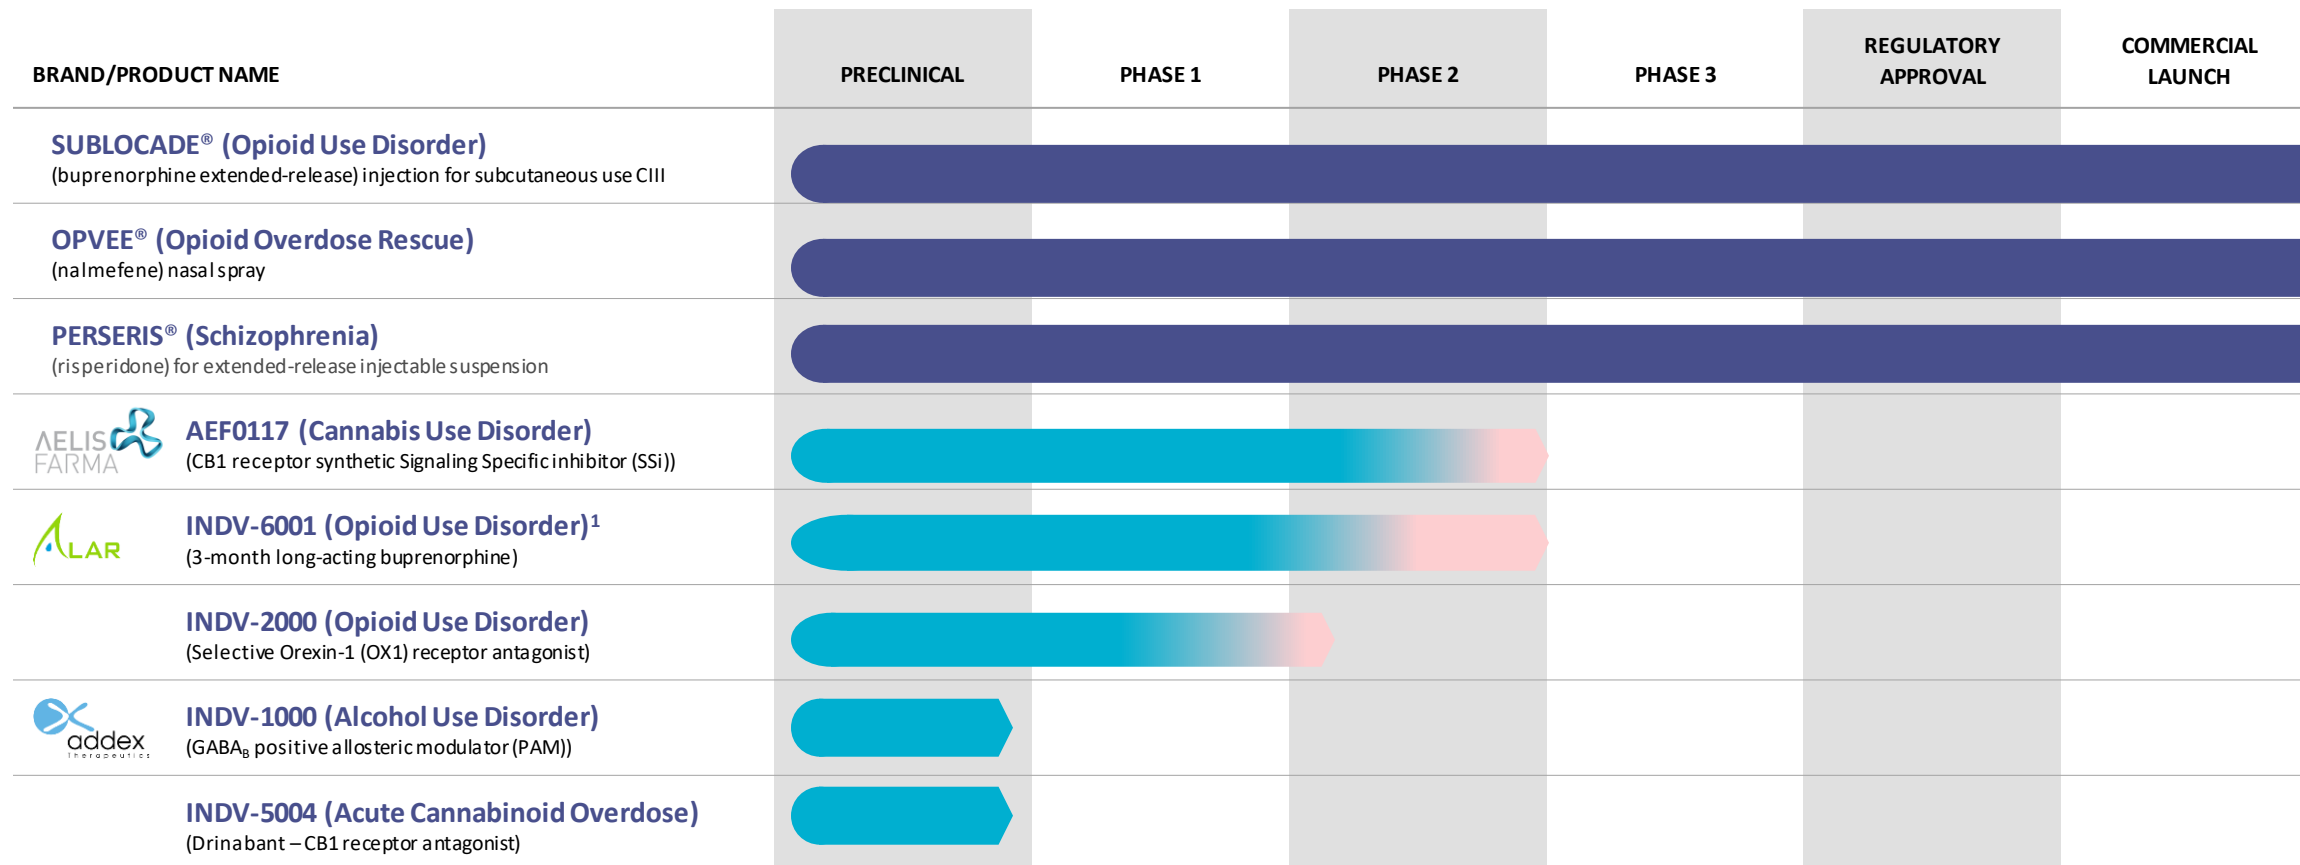 BRAND/PRODUCT NAME
PRECLINICAL
PHASE 1
PHASE 2
PHASE 3
REGULATORY
APPROVAL
COMMERCIAL
LAUNCH
SUBLOCADE® (Opioid Use Disorder)
(buprenorphine extended-release) injection for subcutaneous use CIII
OPVEE® (Opioid Overdose Rescue)
(nalmefene) nasal spray
PERSERIS® (Schizophrenia)
(risperidone) for extended-release injectable suspension
AELIS
FARMA
AEF0117 (Cannabis Use Disorder)
(CB1 receptor synthetic Signaling Specific inhibitor (SSi))
ALAR
INDV-6001 (Opioid Use Disorder)¹
(3-month long-acting buprenorphine)
INDV-2000 (Opioid Use Disorder)
(Selective Orexin-1 (OX1) receptor antagonist)
addex
Therapeutics
INDV-1000 (Alcohol Use Disorder)
(GABA_B positive allosteric modulator (PAM))
INDV-5004 (Acute Cannabinoid Overdose)
(Drinabant – CB1 receptor antagonist)